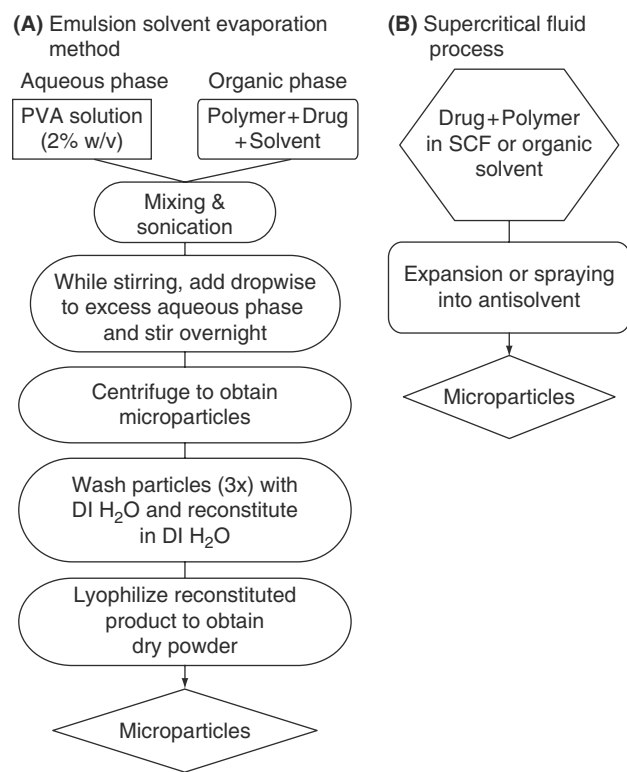 (A) Emulsion solvent evaporation
method
Aqueous phase
Organic phase
PVA solution
(2% w/v)
Polymer+Drug
+Solvent
Mixing &
sonication
While stirring, add dropwise
to excess aqueous phase
and stir overnight
Centrifuge to obtain
microparticles
Wash particles (3x) with
DI H₂O and reconstitute
in DI H₂O
Lyophilize reconstituted
product to obtain
dry powder
Microparticles
(B) Supercritical fluid
process
Drug+Polymer
in SCF or organic
solvent
Expansion or spraying
into antisolvent
Microparticles